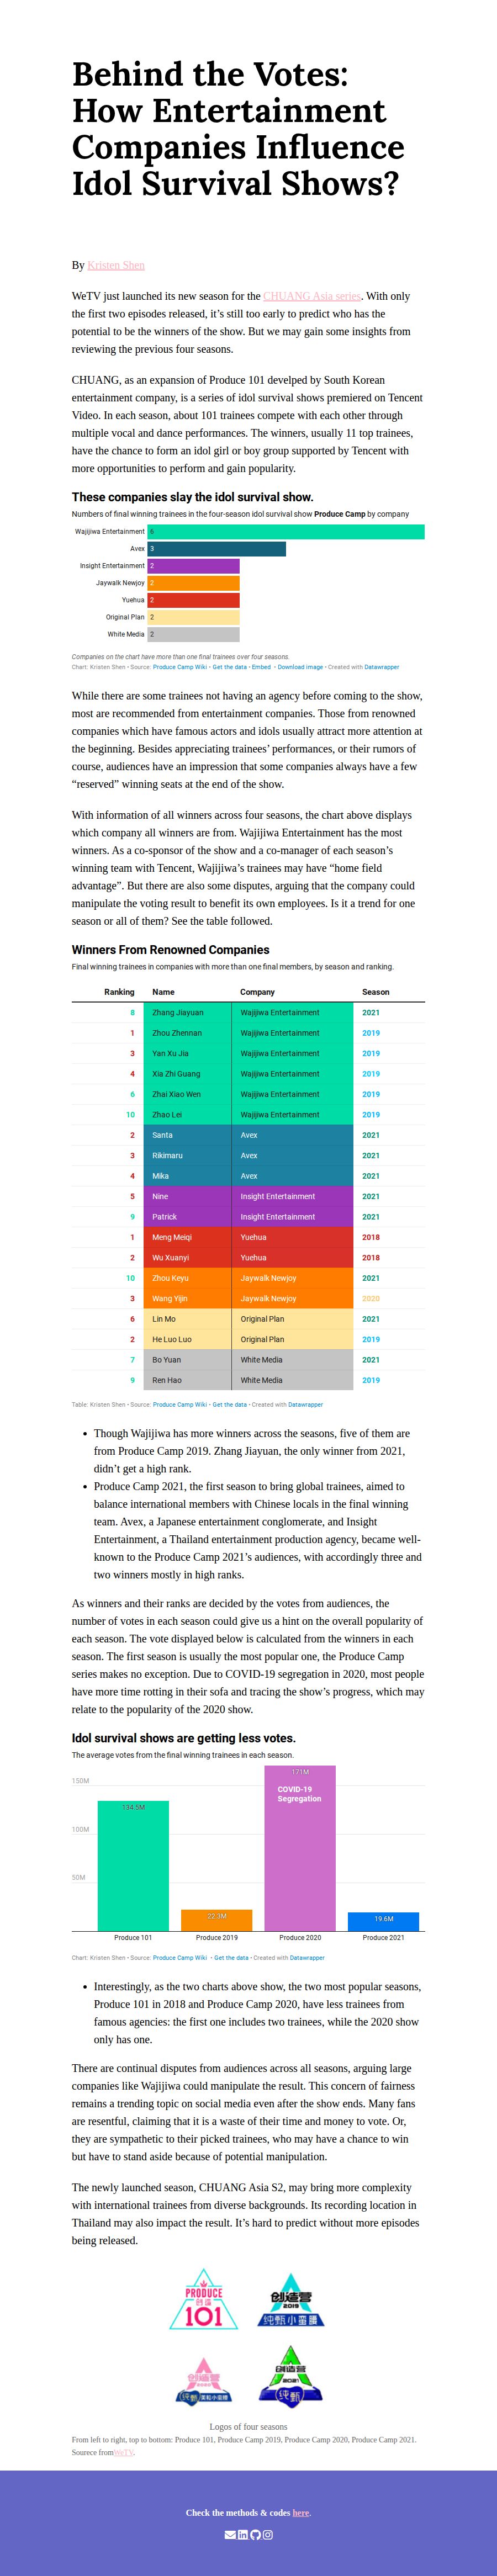 Behind the Votes:
How Entertainment
Companies Influence
Idol Survival Shows?
By Kristen Shen
WeTV just launched its new season for the CHUANG Asia series. With only
the first two episodes released, it’s still too early to predict who has the
potential to be the winners of the show. But we may gain some insights from
reviewing the previous four seasons.
CHUANG, as an expansion of Produce 101 develped by South Korean
entertainment company, is a series of idol survival shows premiered on Tencent
Video. In each season, about 101 trainees compete with each other through
multiple vocal and dance performances. The winners, usually 11 top trainees,
have the chance to form an idol girl or boy group supported by Tencent with
more opportunities to perform and gain popularity.
These companies slay the idol survival show.
Numbers of final winning trainees in the four-season idol survival show Produce Camp by company
Wajijiwa Entertainment 6
Avex 3
Insight Entertainment 2
Jaywalk Newjoy 2
Yuehua 2
Original Plan 2
White Media 2
Companies on the chart have more than one final trainees over four seasons.
Chart: Kristen Shen • Source: Produce Camp Wiki • Get the data • Embed • Download image • Created with Datawrapper
While there are some trainees not having an agency before coming to the show,
most are recommended from entertainment companies. Those from renowned
companies which have famous actors and idols usually attract more attention at
the beginning. Besides appreciating trainees’ performances, or their rumors of
course, audiences have an impression that some companies always have a few
“reserved” winning seats at the end of the show.
With information of all winners across four seasons, the chart above displays
which company all winners are from. Wajijiwa Entertainment has the most
winners. As a co-sponsor of the show and a co-manager of each season’s
winning team with Tencent, Wajijiwa’s trainees may have “home field
advantage”. But there are also some disputes, arguing that the company could
manipulate the voting result to benefit its own employees. Is it a trend for one
season or all of them? See the table followed.
Winners From Renowned Companies
Final winning trainees in companies with more than one final members, by season and ranking.
Ranking Name Company Season
8 Zhang Jiayuan Wajijiwa Entertainment 2021
1 Zhou Zhennan Wajijiwa Entertainment 2019
3 Yan Xu Jia Wajijiwa Entertainment 2019
4 Xia Zhi Guang Wajijiwa Entertainment 2019
6 Zhai Xiao Wen Wajijiwa Entertainment 2019
10 Zhao Lei Wajijiwa Entertainment 2019
2 Santa Avex 2021
3 Rikimaru Avex 2021
4 Mika Avex 2021
5 Nine Insight Entertainment 2021
9 Patrick Insight Entertainment 2021
1 Meng Meiqi Yuehua 2018
2 Wu Xuanyi Yuehua 2018
10 Zhou Keyu Jaywalk Newjoy 2021
3 Wang Yijin Jaywalk Newjoy 2020
6 Lin Mo Original Plan 2021
2 He Luo Luo Original Plan 2019
7 Bo Yuan White Media 2021
9 Ren Hao White Media 2019
Table: Kristen Shen • Source: Produce Camp Wiki • Get the data • Created with Datawrapper
• Though Wajijiwa has more winners across the seasons, five of them are
from Produce Camp 2019. Zhang Jiayuan, the only winner from 2021,
didn’t get a high rank.
• Produce Camp 2021, the first season to bring global trainees, aimed to
balance international members with Chinese locals in the final winning
team. Avex, a Japanese entertainment conglomerate, and Insight
Entertainment, a Thailand entertainment production agency, became well-
known to the Produce Camp 2021’s audiences, with accordingly three and
two winners mostly in high ranks.
As winners and their ranks are decided by the votes from audiences, the
number of votes in each season could give us a hint on the overall popularity of
each season. The vote displayed below is calculated from the winners in each
season. The first season is usually the most popular one, the Produce Camp
series makes no exception. Due to COVID-19 segregation in 2020, most people
have more time rotting in their sofa and tracing the show’s progress, which may
relate to the popularity of the 2020 show.
Idol survival shows are getting less votes.
The average votes from the final winning trainees in each season.
171M
150M
COVID-19
Segregation
134.5M
100M
50M
22.3M
19.6M
Produce 101 Produce 2019 Produce 2020 Produce 2021
Chart: Kristen Shen • Source: Produce Camp Wiki • Get the data • Created with Datawrapper
• Interestingly, as the two charts above show, the two most popular seasons,
Produce 101 in 2018 and Produce Camp 2020, have less trainees from
famous agencies: the first one includes two trainees, while the 2020 show
only has one.
There are continual disputes from audiences across all seasons, arguing large
companies like Wajijiwa could manipulate the result. This concern of fairness
remains a trending topic on social media even after the show ends. Many fans
are resentful, claiming that it is a waste of their time and money to vote. Or,
they are sympathetic to their picked trainees, who may have a chance to win
but have to stand aside because of potential manipulation.
The newly launched season, CHUANG Asia S2, may bring more complexity
with international trainees from diverse backgrounds. Its recording location in
Thailand may also impact the result. It’s hard to predict without more episodes
being released.
PRODUCE
创造
101
创造营
2019
纯甄小蛮腰
创造营
创造营
纯甄
Logos of four seasons
From left to right, top to bottom: Produce 101, Produce Camp 2019, Produce Camp 2020, Produce Camp 2021.
Sourece fromWeTV.
Check the methods & codes here.